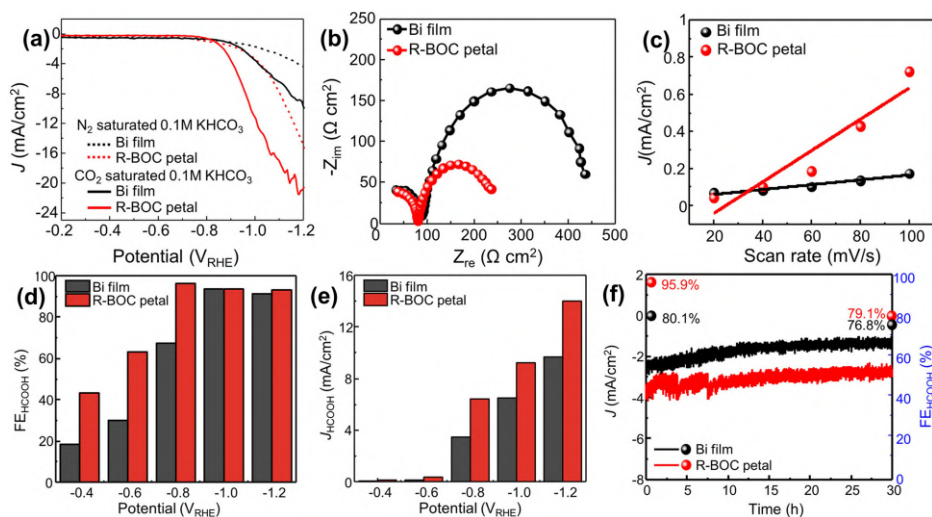 (a)
0
-4
-8
-12
-16
-20
-24
J (mA/cm²)
N₂ saturated 0.1M KHCO₃
Bi film
R-BOC petal
CO₂ saturated 0.1M KHCO₃
Bi film
R-BOC petal
-0.2 -0.4 -0.6 -0.8 -1.0 -1.2
Potential (V_RHE)
(b)
250
200
150
100
50
0
-Z_im (Ω cm²)
Bi film
R-BOC petal
0 100 200 300 400 500
Z_re (Ω cm²)
(c)
1
0.8
0.6
0.4
0.2
0
J(mA/cm²)
Bi film
R-BOC petal
20 40 60 80 100
Scan rate (mV/s)
(d)
100
80
60
40
20
0
FE_HCOOH (%)
Bi film
R-BOC petal
-0.4 -0.6 -0.8 -1.0 -1.2
Potential (V_RHE)
(e)
16
12
8
4
0
J_HCOOH (mA/cm²)
Bi film
R-BOC petal
-0.4 -0.6 -0.8 -1.0 -1.2
Potential (V_RHE)
(f)
2
0
-2
-4
-6
-8
J (mA/cm²)
95.9%
80.1%
79.1%
76.8%
Bi film
R-BOC petal
100
80
60
40
20
0
FE_HCOOH (%)
0 5 10 15 20 25 30
Time (h)